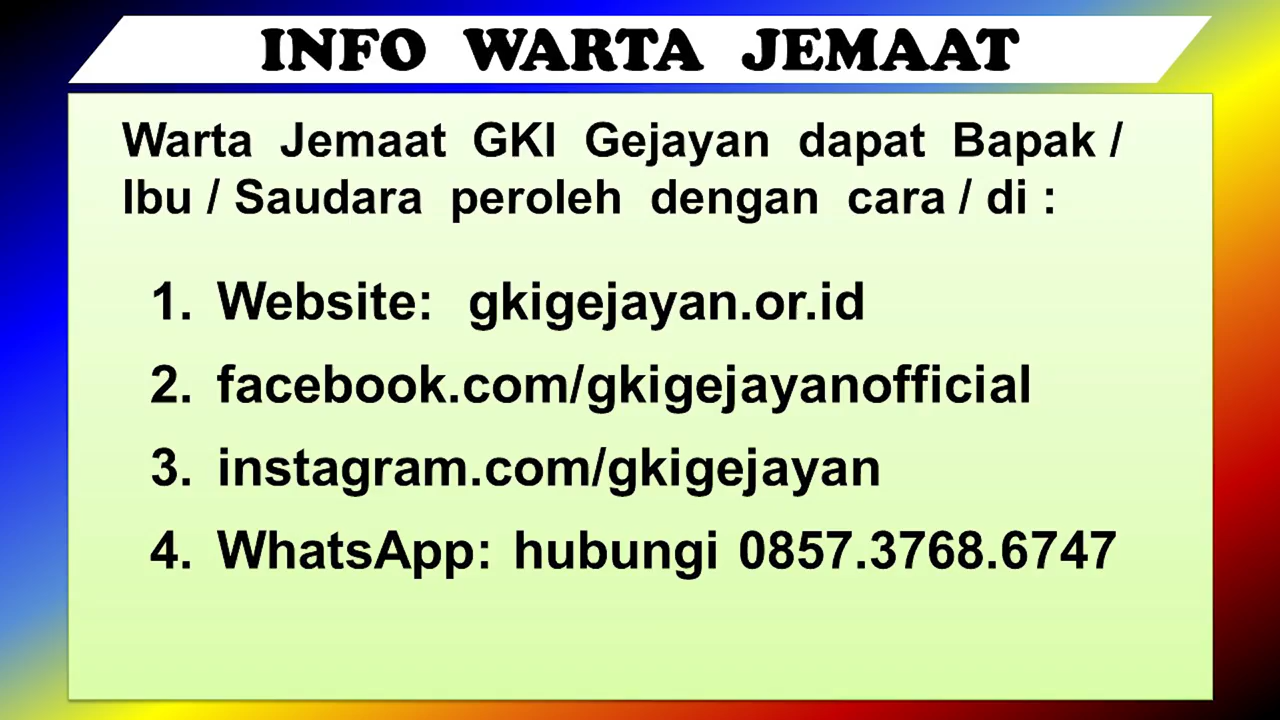 INFO WARTA JEMAAT
Warta Jemaat GKI Gejayan dapat Bapak /
Ibu / Saudara peroleh dengan cara / di :
1. Website: gkigejayan.or.id
2. facebook.com/gkigejayanofficial
3. instagram.com/gkigejayan
4. WhatsApp: hubungi 0857.3768.6747